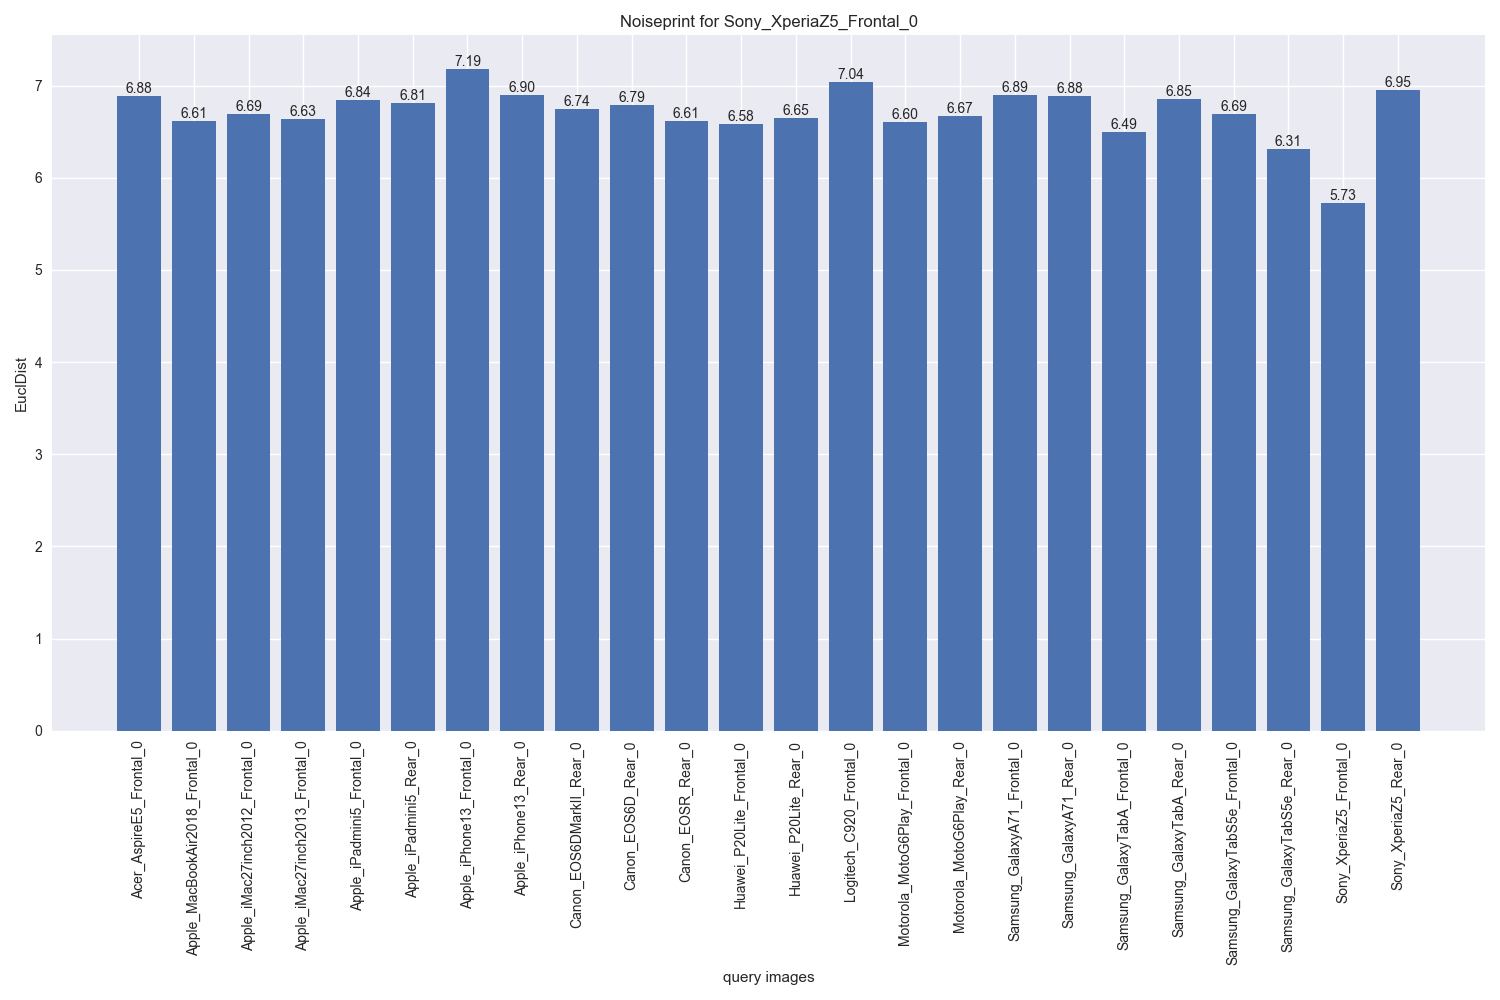 Noiseprint for Sony_XperiaZ5_Frontal_0
EuclDist
7
6
5
4
3
2
1
0
6.88
6.61
6.69
6.63
6.84
6.81
7.19
6.90
6.74
6.79
6.61
6.58
6.65
7.04
6.60
6.67
6.89
6.88
6.49
6.85
6.69
6.31
5.73
6.95
Acer_AspireE5_Frontal_0
Apple_MacBookAir2018_Frontal_0
Apple_iMac27inch2012_Frontal_0
Apple_iMac27inch2013_Frontal_0
Apple_iPadmini5_Frontal_0
Apple_iPadmini5_Rear_0
Apple_iPhone13_Frontal_0
Apple_iPhone13_Rear_0
Canon_EOS6DMarkII_Rear_0
Canon_EOS6D_Rear_0
Canon_EOSR_Rear_0
Huawei_P20Lite_Frontal_0
Huawei_P20Lite_Rear_0
Logitech_C920_Frontal_0
Motorola_MotoG6Play_Frontal_0
Motorola_MotoG6Play_Rear_0
Samsung_GalaxyA71_Frontal_0
Samsung_GalaxyA71_Rear_0
Samsung_GalaxyTabA_Frontal_0
Samsung_GalaxyTabA_Rear_0
Samsung_GalaxyTabS5e_Frontal_0
Samsung_GalaxyTabS5e_Rear_0
Sony_XperiaZ5_Frontal_0
Sony_XperiaZ5_Rear_0
query images